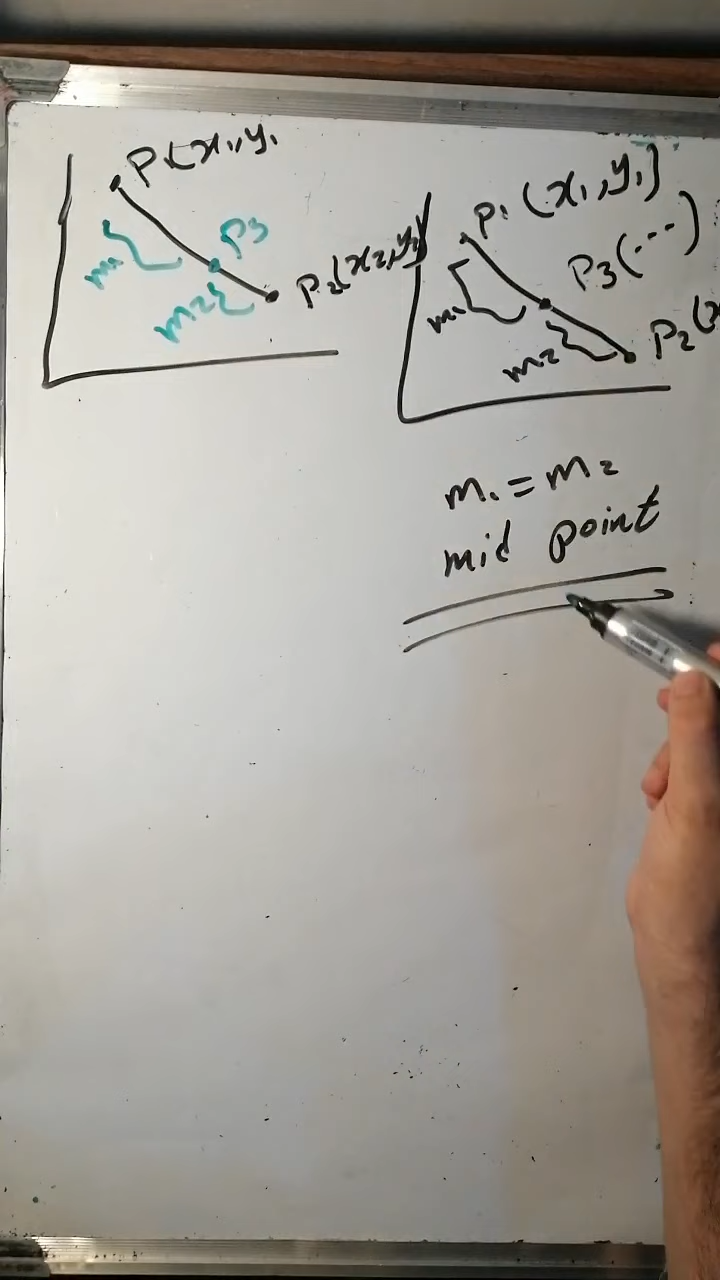 P(x₁,y₁
P3
m₁
m2
P₂(x₂,y₂)
P₁(x₁,y₁)
P3(...)
m₁
m₂
P₂(x
m₁=m₂
mid point